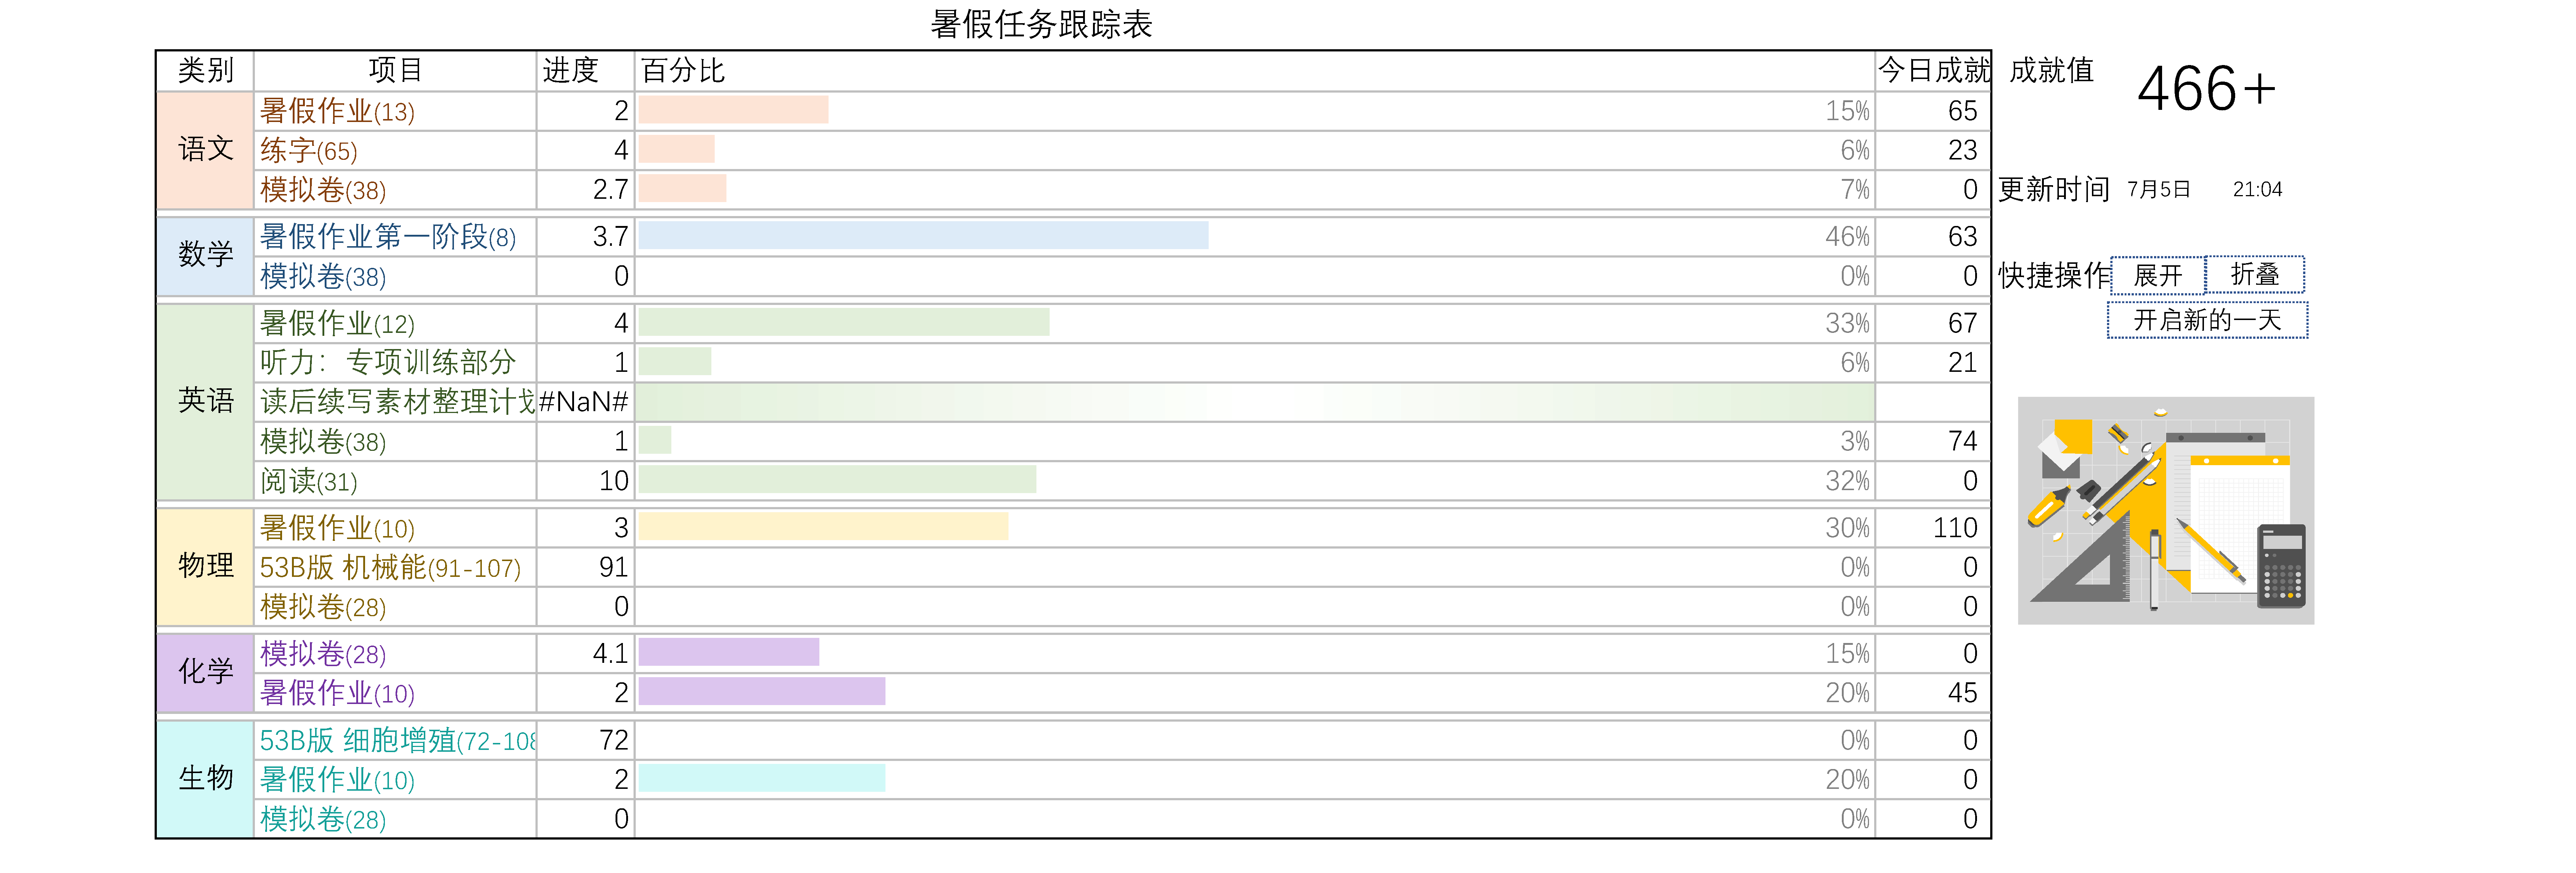 暑假任务跟踪表
类别 项目 进度 百分比 今日成就 成就值 466+
语文
暑假作业(13) 2 15% 65
练字(65) 4 6% 23
模拟卷(38) 2.7 7% 0
更新时间 7月5日 21:04
数学
暑假作业第一阶段(8) 3.7 46% 63
模拟卷(38) 0 0% 0
快捷操作 展开 折叠
开启新的一天
英语
暑假作业(12) 4 33% 67
听力：专项训练部分 1 6% 21
读后续写素材整理计划 #NaN#
模拟卷(38) 1 3% 74
阅读(31) 10 32% 0
物理
暑假作业(10) 3 30% 110
53B版 机械能(91-107) 91 0% 0
模拟卷(28) 0 0% 0
化学
模拟卷(28) 4.1 15% 0
暑假作业(10) 2 20% 45
生物
53B版 细胞增殖(72-108 72 0% 0
暑假作业(10) 2 20% 0
模拟卷(28) 0 0% 0